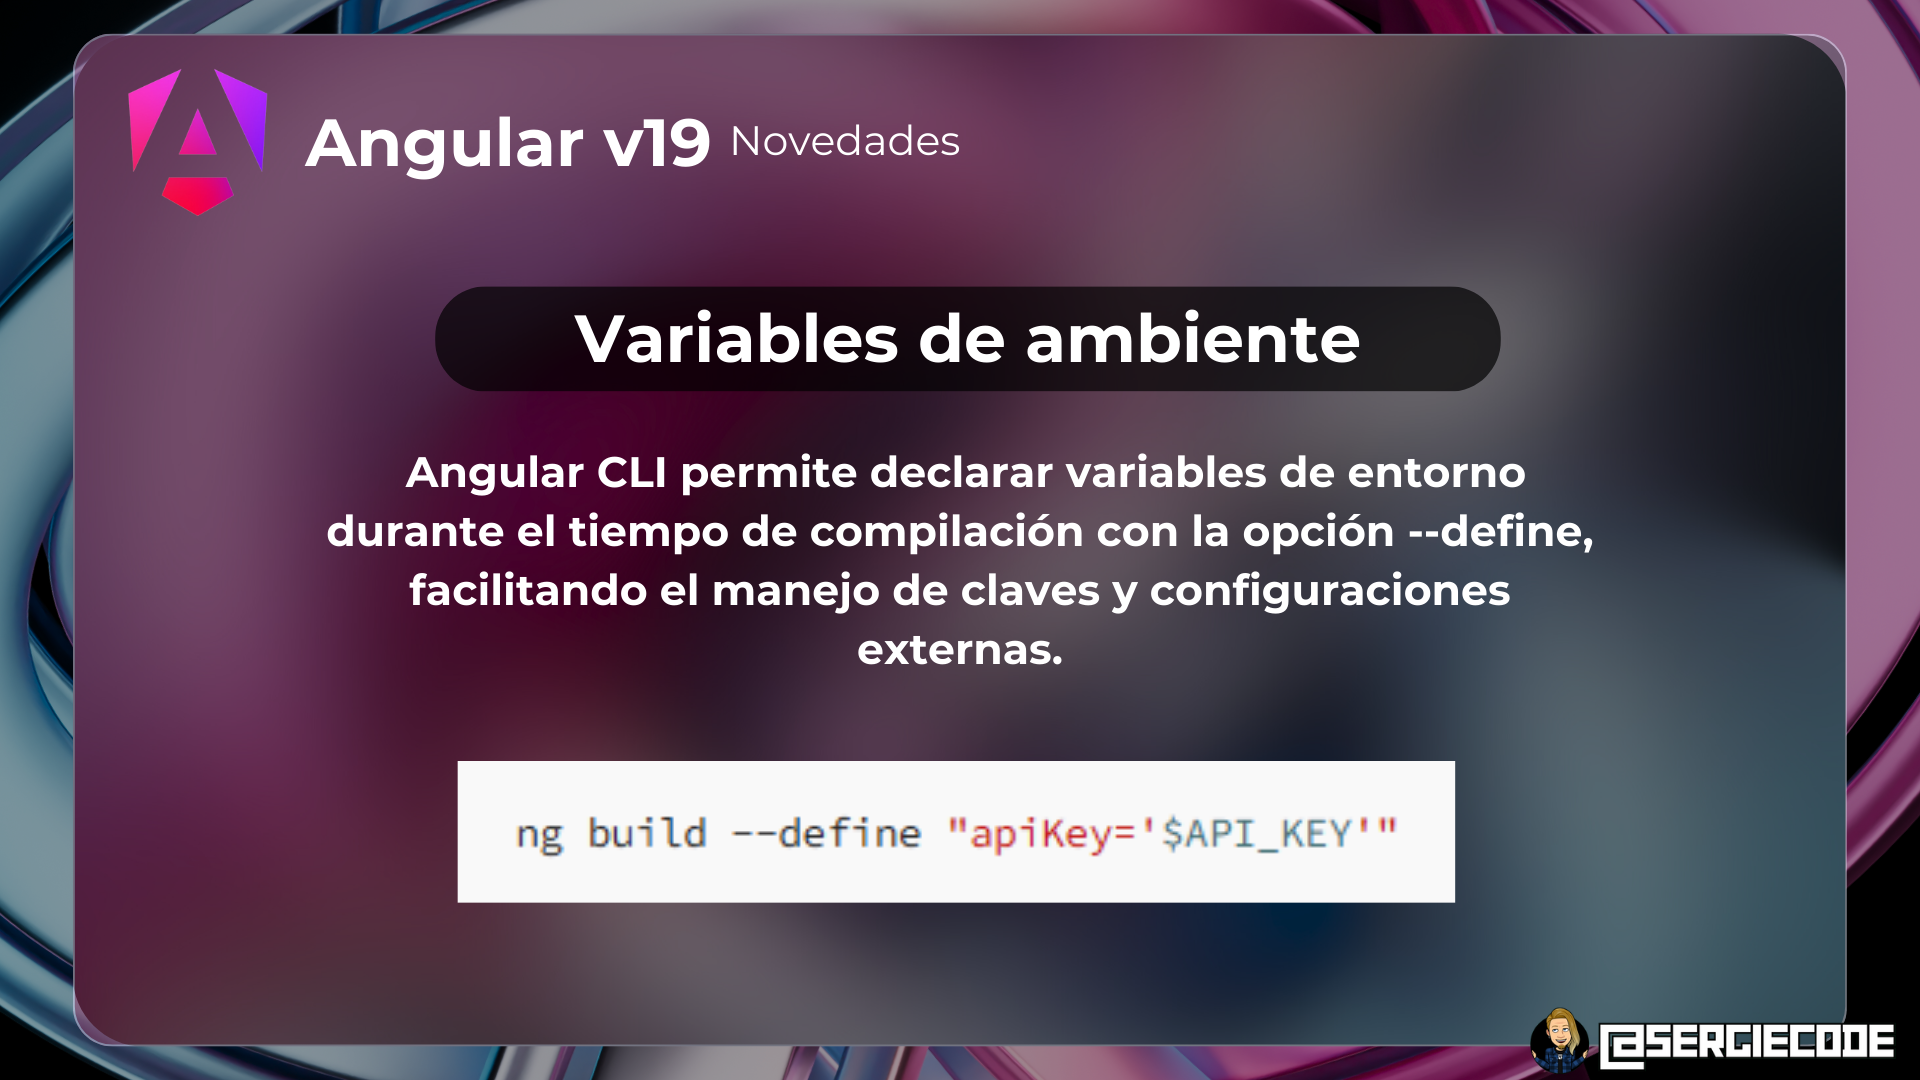 Angular v19 Novedades
Variables de ambiente
Angular CLI permite declarar variables de entorno
durante el tiempo de compilación con la opción --define,
facilitando el manejo de claves y configuraciones
externas.
ng build --define "apiKey='$API_KEY'"
@SERGIECODE